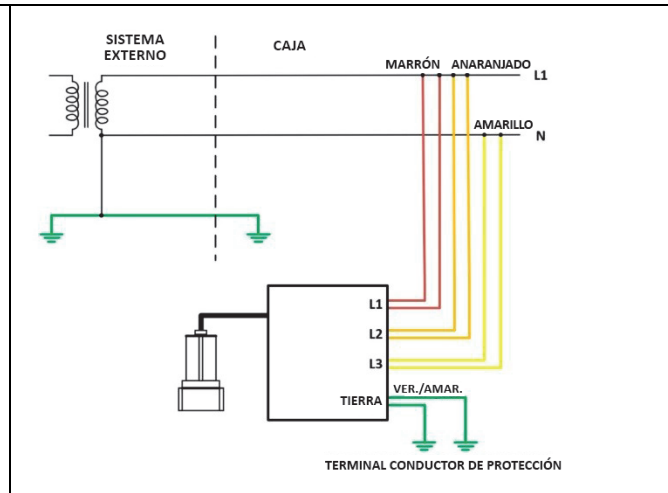 SISTEMA
EXTERNO
CAJA
MARRÓN
ANARANJADO
L1
AMARILLO
N
L1
L2
L3
TIERRA
VER./AMAR.
TERMINAL CONDUCTOR DE PROTECCIÓN